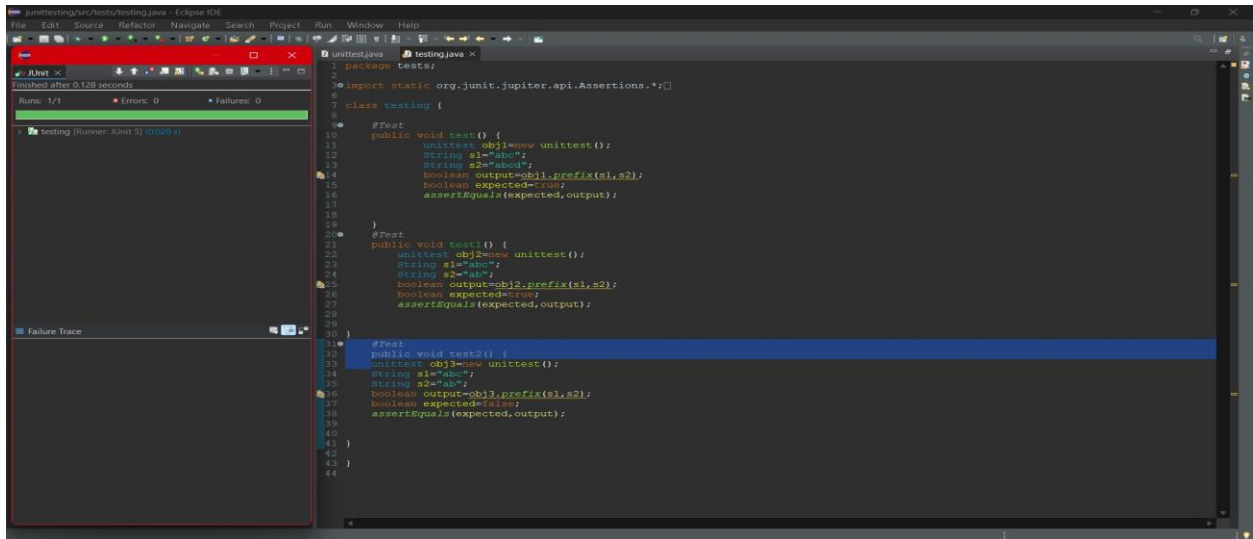 junittesting/src/tests/testing.java - Eclipse IDE
File Edit Source Refactor Navigate Search Project Run Window Help
JUnit
Finished after 0.128 seconds
Runs: 1/1 Errors: 0 Failures: 0
testing [Runner: JUnit 5] (0.020 s)
Failure Trace
unittest.java testing.java
1 package tests;
2
3 import static org.junit.jupiter.api.Assertions.*;
6
7 class testing {
8
9 @Test
10 public void test() {
11 unittest obj1=new unittest();
12 String s1="abc";
13 String s2="abcd";
14 boolean output=obj1.prefix(s1,s2);
15 boolean expected=true;
16 assertEquals(expected,output);
17
18
19 }
20 @Test
21 public void test1() {
22 unittest obj2=new unittest();
23 String s1="abc";
24 String s2="ab";
25 boolean output=obj2.prefix(s1,s2);
26 boolean expected=true;
27 assertEquals(expected,output);
28
29
30 }
31 @Test
32 public void test2() {
33 unittest obj3=new unittest();
34 String s1="abc";
35 String s2="ab";
36 boolean output=obj3.prefix(s1,s2);
37 boolean expected=false;
38 assertEquals(expected,output);
39
40
41 }
42
43 }
44